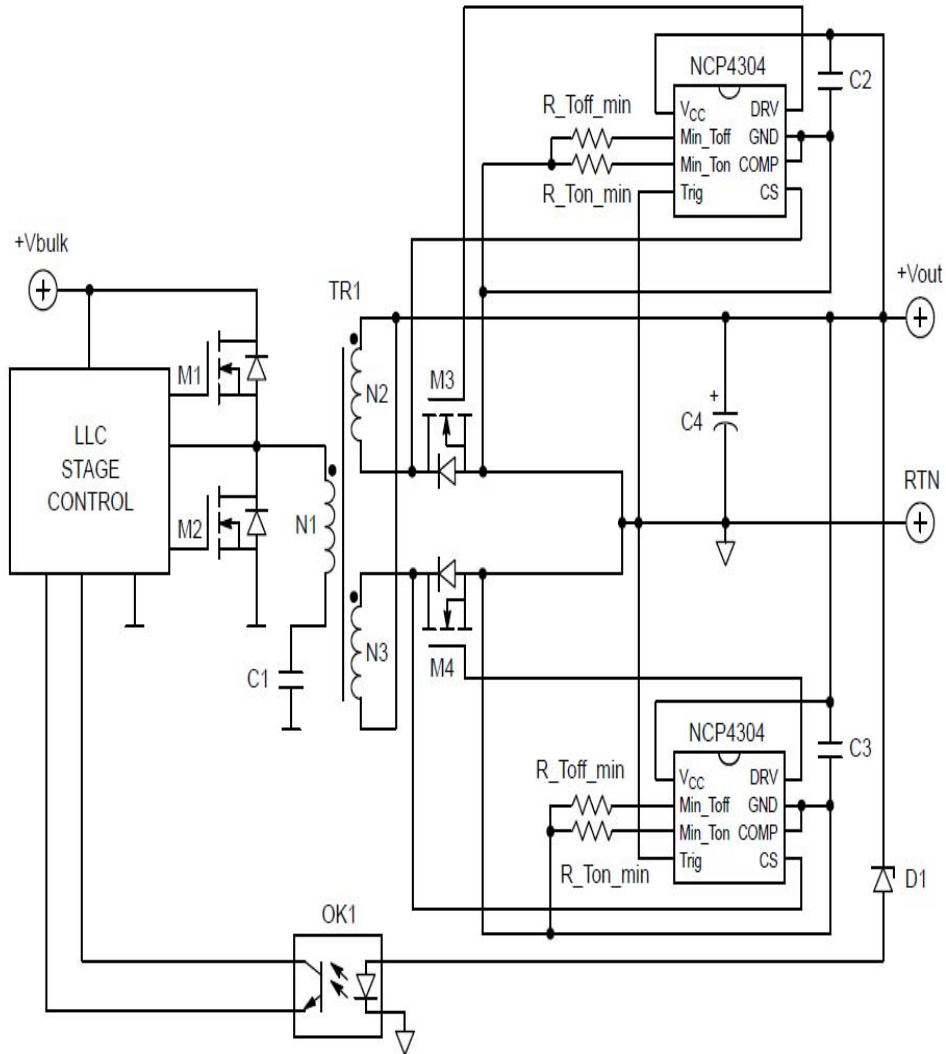 NCP4304
C2
R_Toff_min
VCC
DRV
Min_Toff
GND
Min_Ton
COMP
R_Ton_min
Trig
CS
+Vbulk
+Vout
TR1
M1
M3
N2
+
C4
LLC
STAGE
CONTROL
RTN
M2
N1
C1
N3
M4
NCP4304
C3
R_Toff_min
VCC
DRV
Min_Toff
GND
Min_Ton
COMP
R_Ton_min
Trig
CS
D1
OK1